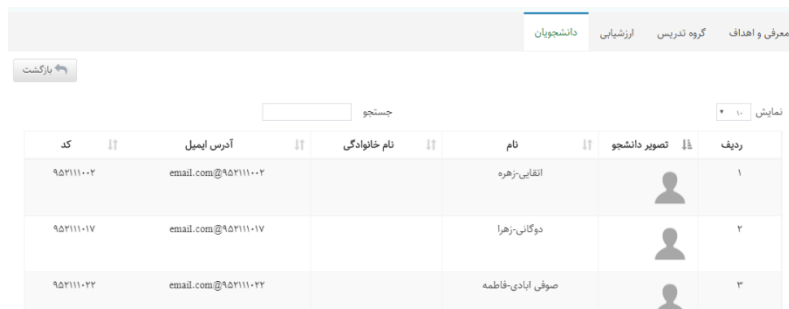 معرفی و اهداف گروه تدریس ارزشیابی دانشجویان
بازگشت
نمایش ۱۰ جستجو
ردیف تصویر دانشجو نام نام خانوادگی آدرس ایمیل کد
۱ اتقایی-زهره email.com@۹۵۲۱۱۱۰۰۲ ۹۵۲۱۱۱۰۰۲
۲ دوگانی-زهرا email.com@۹۵۲۱۱۱۰۱۷ ۹۵۲۱۱۱۰۱۷
۳ صوفی ابادی-فاطمه email.com@۹۵۲۱۱۱۰۲۲ ۹۵۲۱۱۱۰۲۲